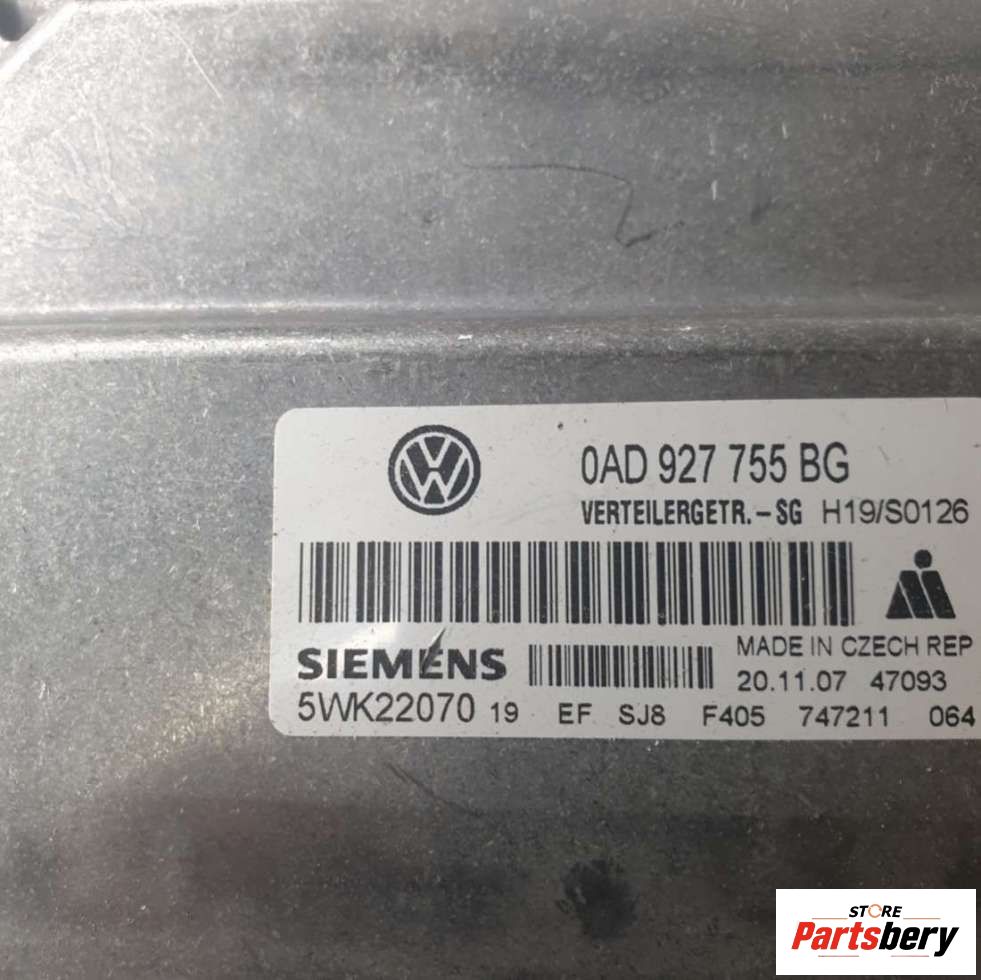 0AD 927 755 BG
VERTEILERGETR.-SG H19/S0126
MADE IN CZECH REP
SIEMENS
20.11.07 47093
5WK22070 19 EF SJ8 F405 747211 064
STORE
Partsbery